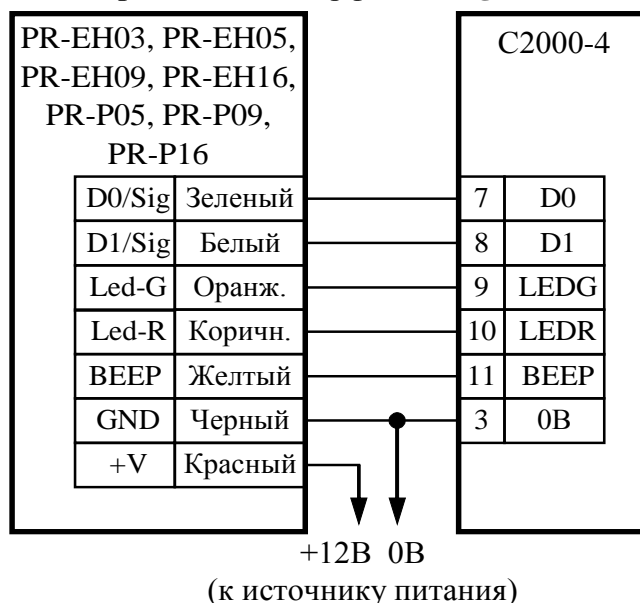 PR-EH03, PR-EH05,
PR-EH09, PR-EH16,
PR-P05, PR-P09,
PR-P16
C2000-4
D0/Sig Зеленый 7 D0
D1/Sig Белый 8 D1
Led-G Оранж. 9 LEDG
Led-R Коричн. 10 LEDR
BEEP Желтый 11 BEEP
GND Черный 3 0В
+V Красный
+12В 0В
(к источнику питания)